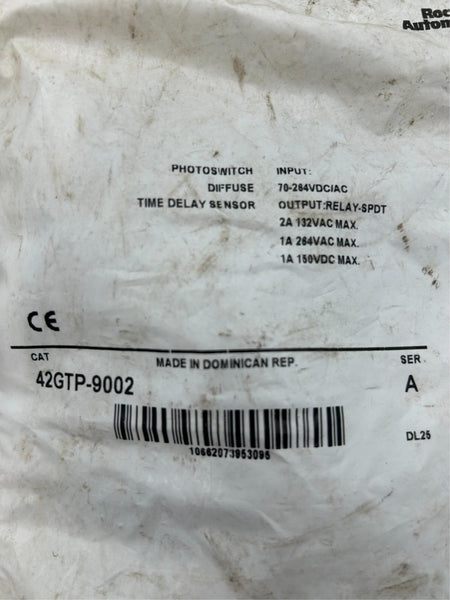 Roc
Autom
PHOTOSWITCH
DIFFUSE
TIME DELAY SENSOR
INPUT:
70-264VDC/AC
OUTPUT:RELAY-SPDT
2A 132VAC MAX.
1A 264VAC MAX.
1A 150VDC MAX.
CE
CAT
MADE IN DOMINICAN REP.
SER
42GTP-9002
A
10662073953095
DL25